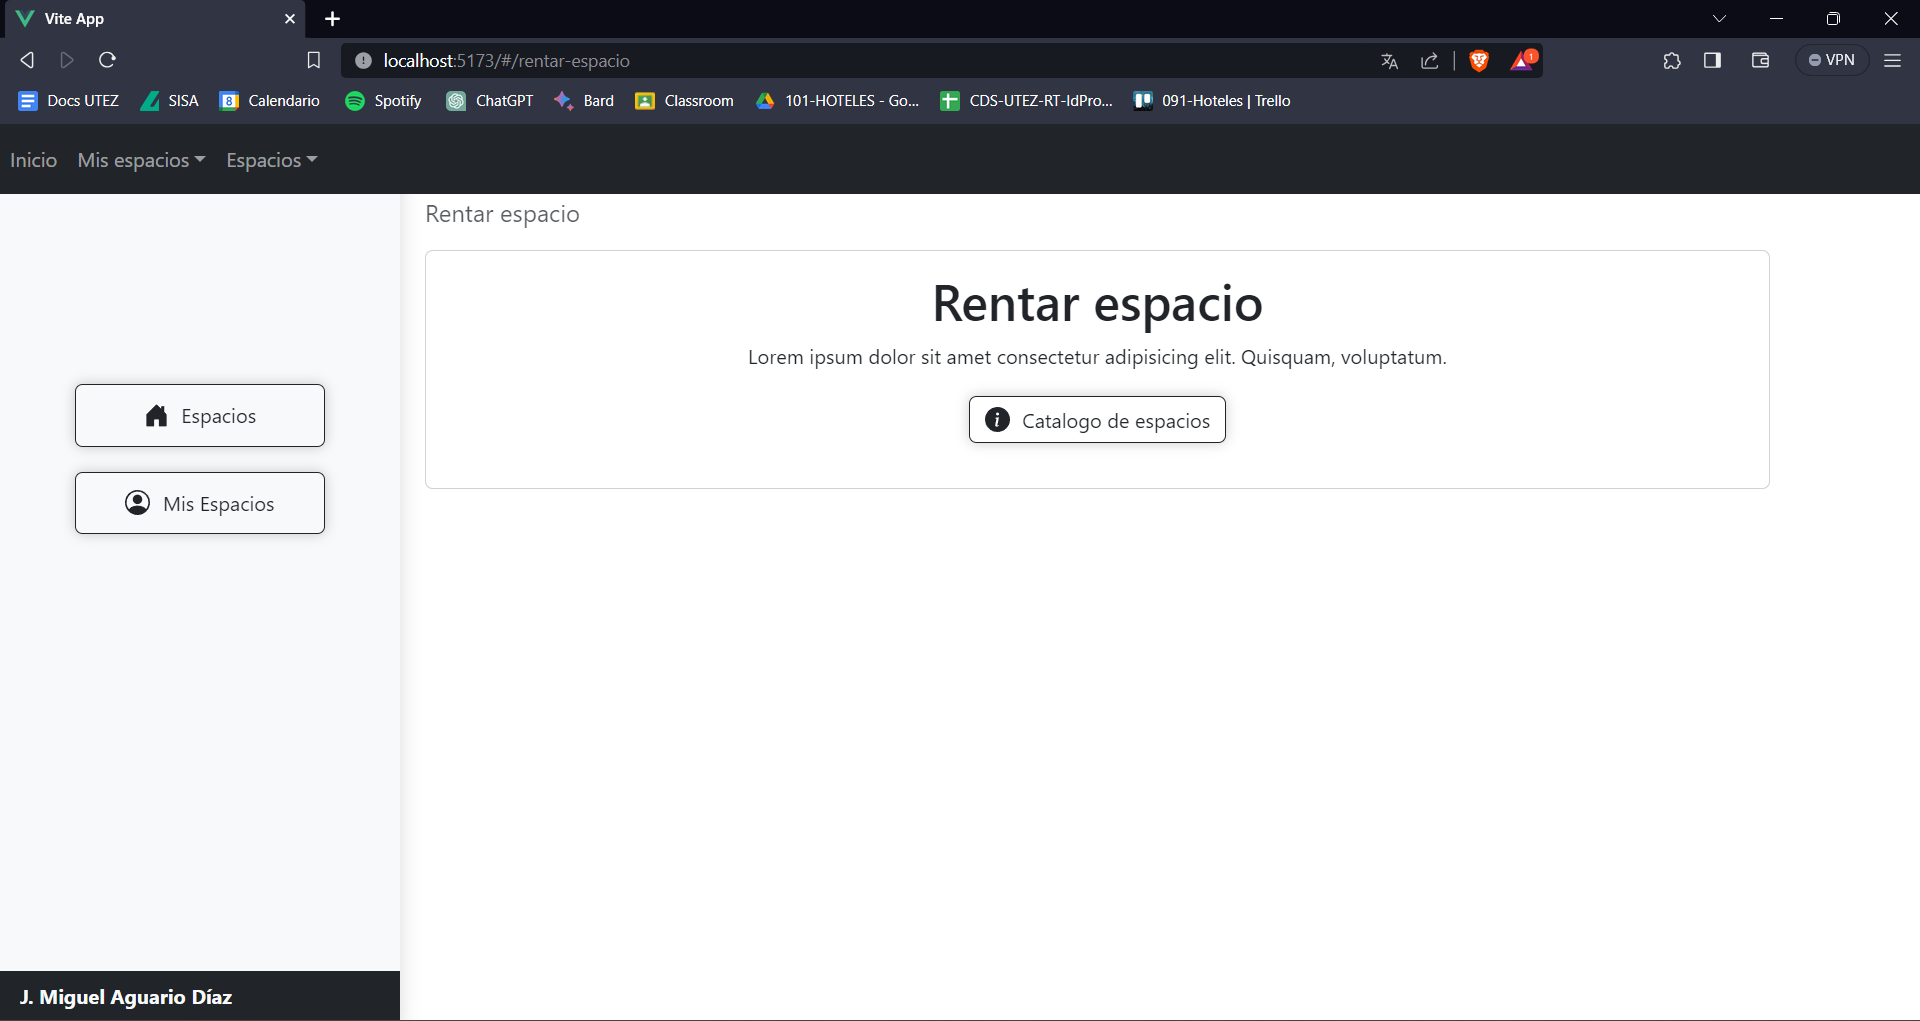 Vite App
localhost:5173/#/rentar-espacio
1
VPN
Docs UTEZ
SISA
8 Calendario
Spotify
ChatGPT
Bard
Classroom
101-HOTELES - Go...
CDS-UTEZ-RT-IdPro...
091-Hoteles | Trello
Inicio Mis espacios Espacios
Rentar espacio
Rentar espacio
Lorem ipsum dolor sit amet consectetur adipisicing elit. Quisquam, voluptatum.
Catalogo de espacios
Espacios
Mis Espacios
J. Miguel Aguario Díaz